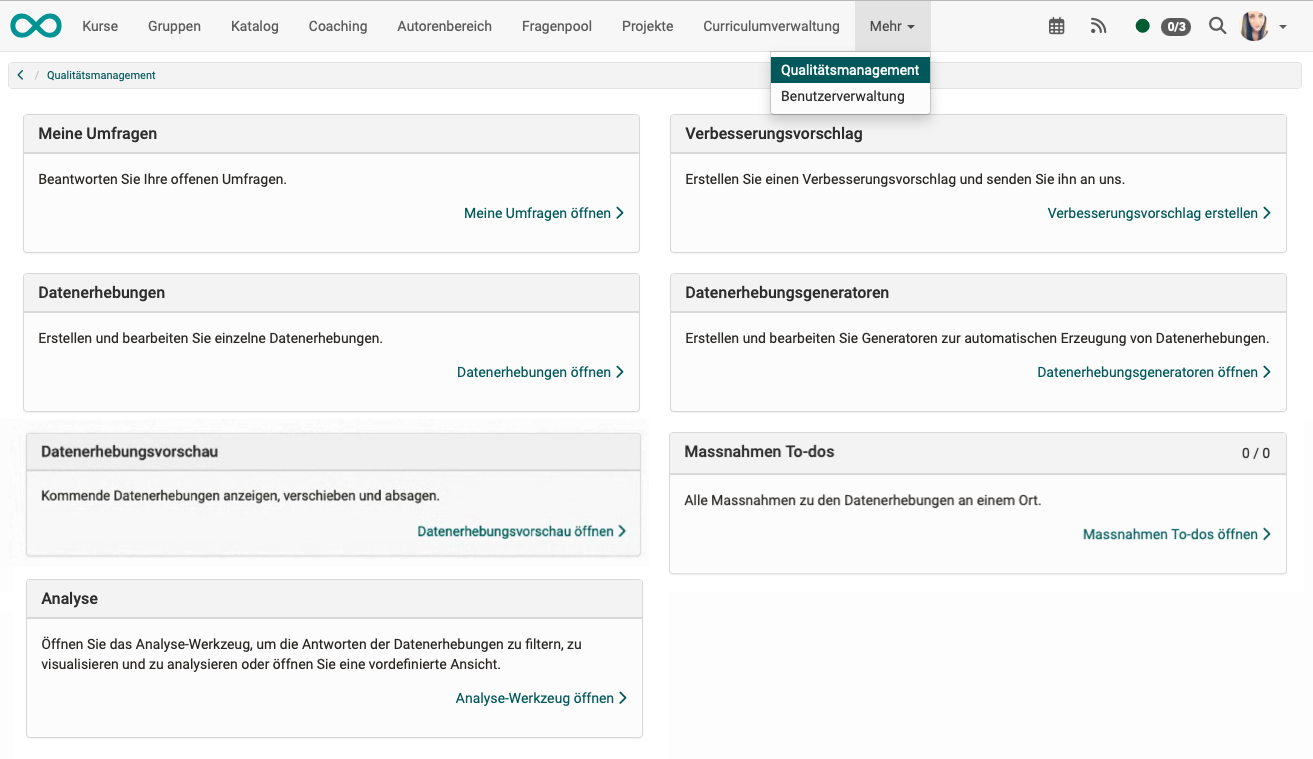 Kurse Gruppen Katalog Coaching Autorenbereich Fragenpool Projekte Curriculumverwaltung Mehr 0/3
Qualitätsmanagement
Benutzerverwaltung
/ Qualitätsmanagement
Meine Umfragen
Beantworten Sie Ihre offenen Umfragen.
Meine Umfragen öffnen
Verbesserungsvorschlag
Erstellen Sie einen Verbesserungsvorschlag und senden Sie ihn an uns.
Verbesserungsvorschlag erstellen
Datenerhebungen
Erstellen und bearbeiten Sie einzelne Datenerhebungen.
Datenerhebungen öffnen
Datenerhebungsgeneratoren
Erstellen und bearbeiten Sie Generatoren zur automatischen Erzeugung von Datenerhebungen.
Datenerhebungsgeneratoren öffnen
Datenerhebungsvorschau
Kommende Datenerhebungen anzeigen, verschieben und absagen.
Datenerhebungsvorschau öffnen
Massnahmen To-dos 0 / 0
Alle Massnahmen zu den Datenerhebungen an einem Ort.
Massnahmen To-dos öffnen
Analyse
Öffnen Sie das Analyse-Werkzeug, um die Antworten der Datenerhebungen zu filtern, zu
visualisieren und zu analysieren oder öffnen Sie eine vordefinierte Ansicht.
Analyse-Werkzeug öffnen